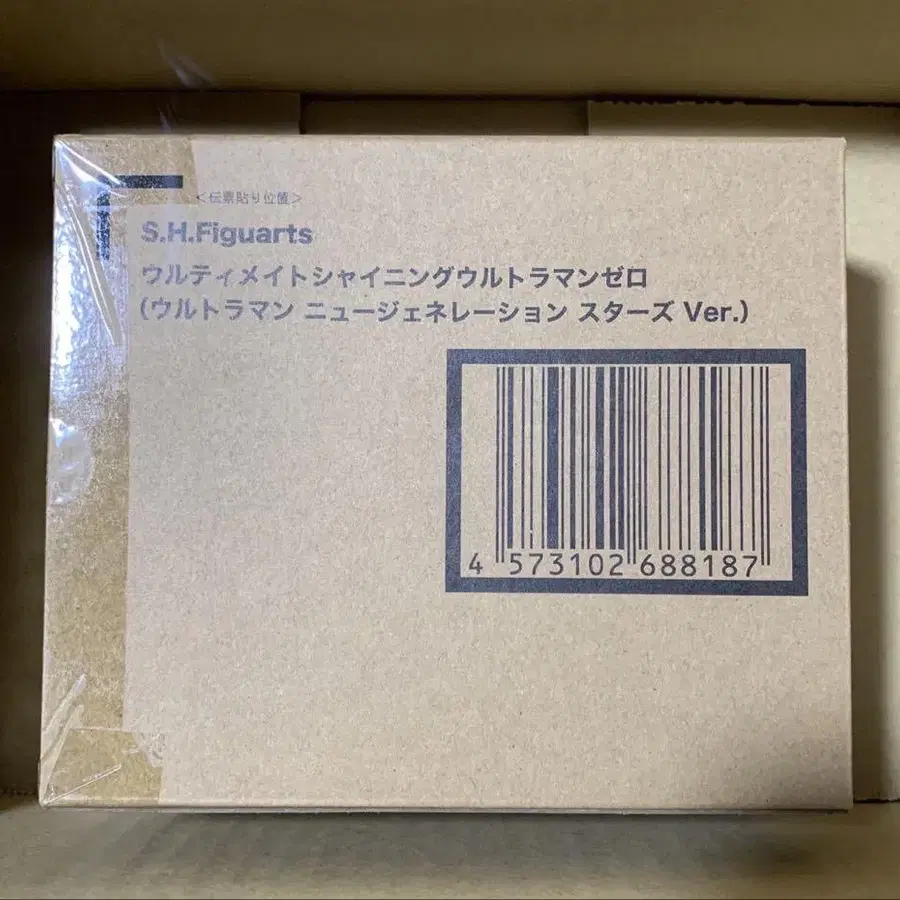 ＜伝票貼り位置＞
S.H.Figuarts
ウルティメイトシャイニングウルトラマンゼロ
(ウルトラマン ニュージェネレーション スターズ Ver.)
4 573102 688187